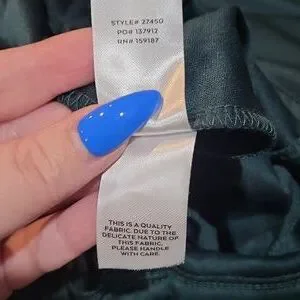 STYLE# 22450
PO# 137912
RN# 159187
THIS IS A QUALITY
FABRIC. DUE TO THE
DELICATE NATURE OF
THIS FABRIC,
PLEASE HANDLE
WITH CARE.